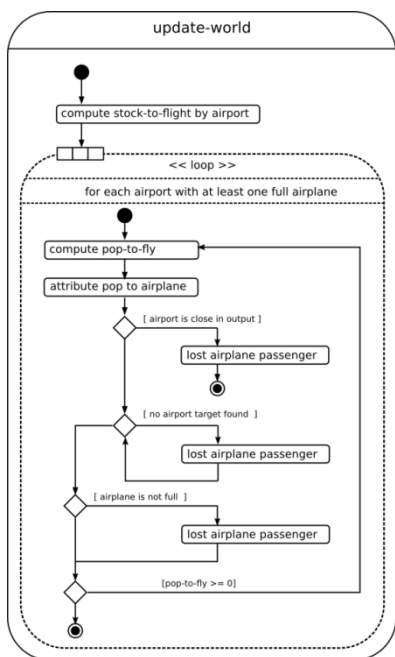 update-world
compute stock-to-flight by airport
<< loop >>
for each airport with at least one full airplane
compute pop-to-fly
attribute pop to airplane
[ airport is close in output ]
lost airplane passenger
[ no airport target found ]
lost airplane passenger
[ airplane is not full ]
lost airplane passenger
[pop-to-fly >= 0]